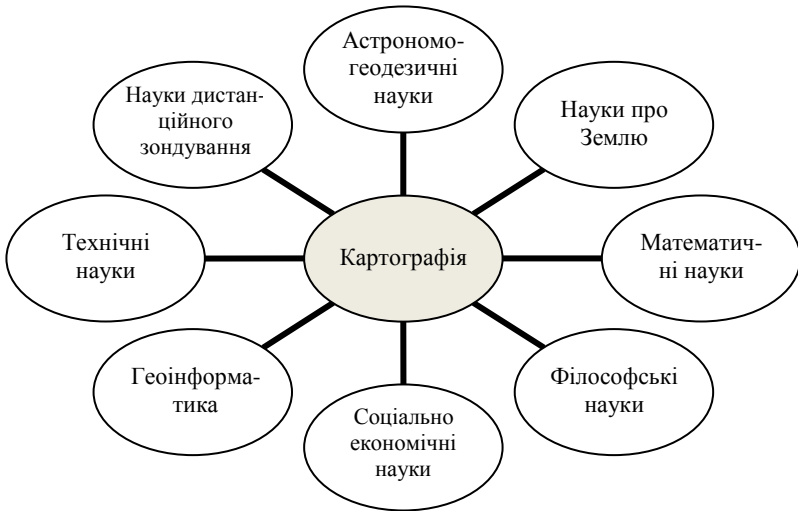 Астрономо-
геодезичні
науки
Науки дистан-
ційного
зондування
Науки про
Землю
Технічні
науки
Картографія
Математич-
ні науки
Геоінформа-
тика
Філософські
науки
Соціально
економічні
науки